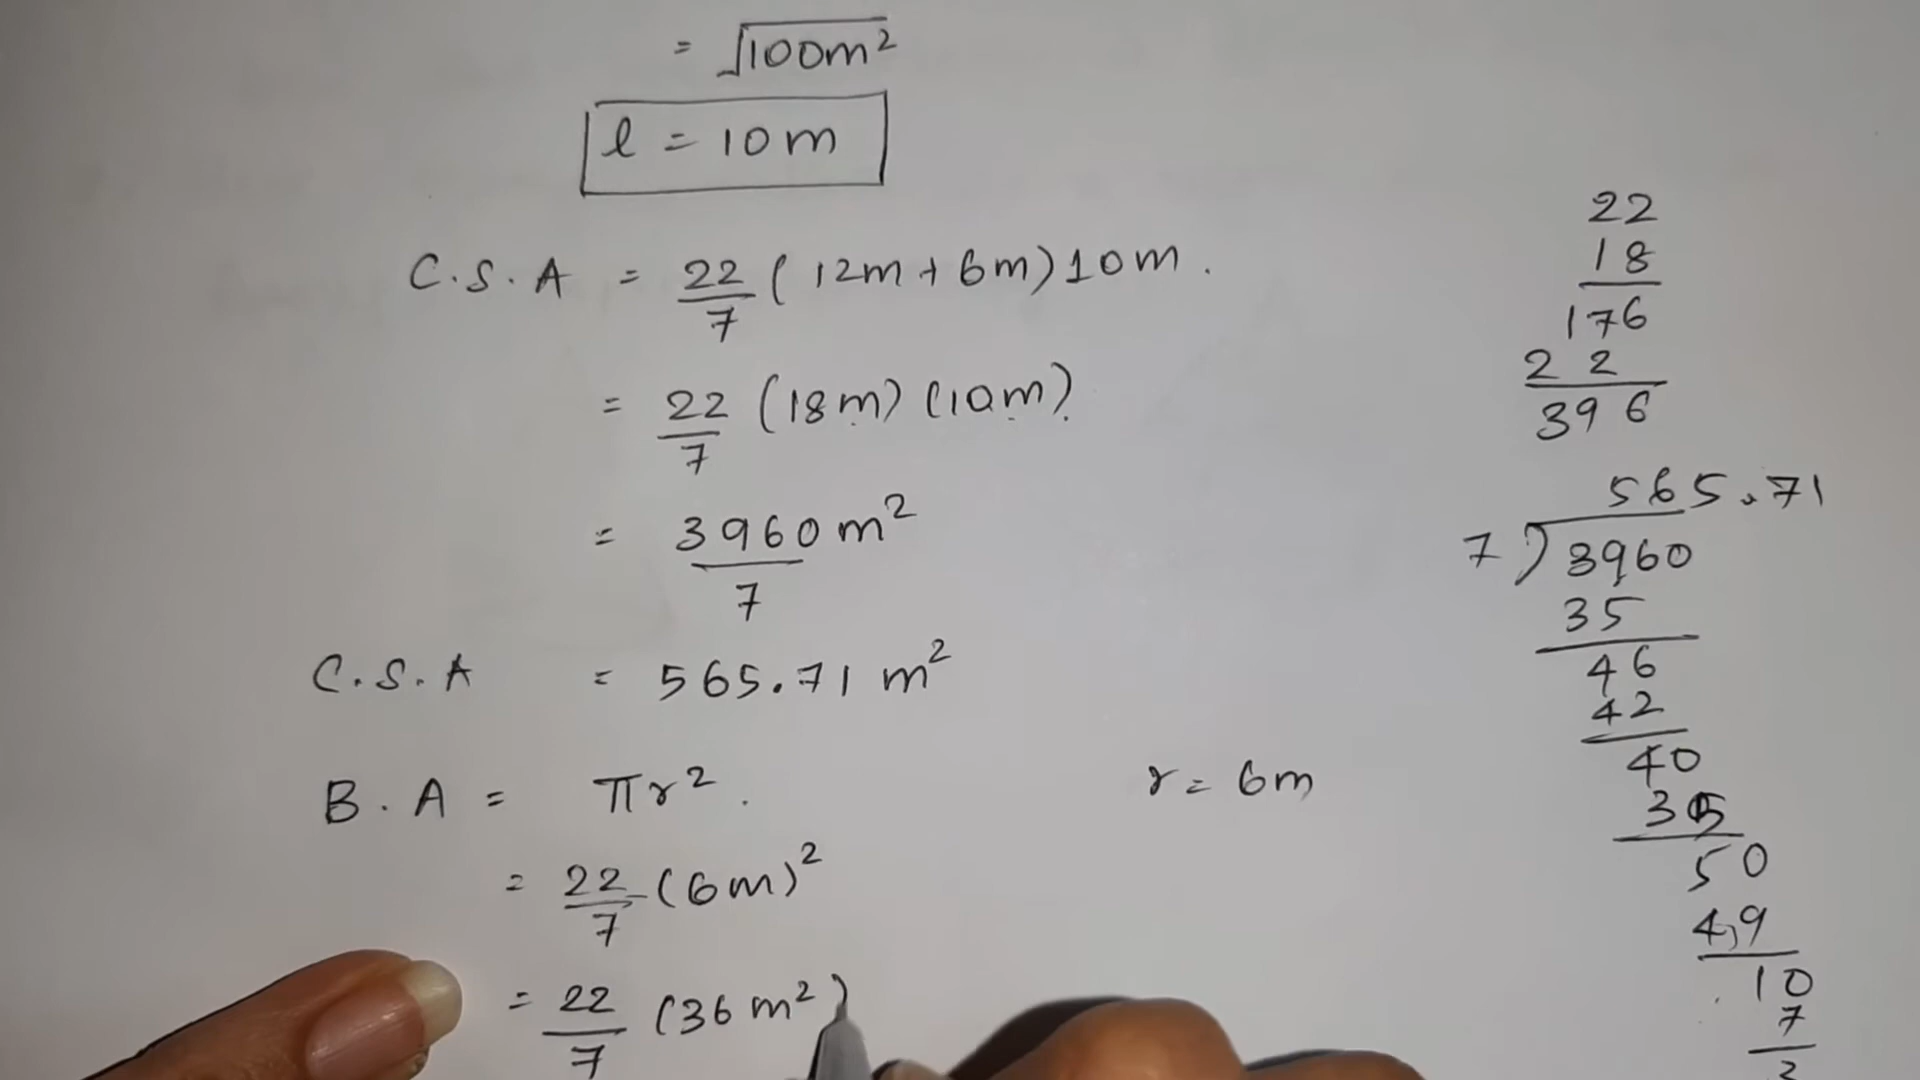 = √100m²
l = 10m
C.S.A = 22/7 (12m+6m)10m.
= 22/7 (18m) (10m)
= 3960m²/7
C.S.A = 565.71 m²
B.A = πr².
r = 6m
= 22/7 (6m)²
= 22/7 (36m²)
22
18
176
22
396
565.71
7)3960
35
46
42
40
35
50
49
10
7
3